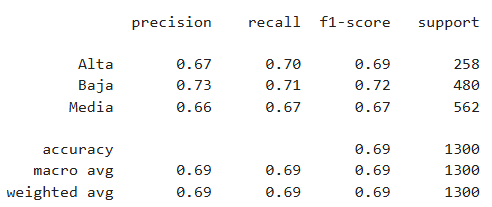 precision recall f1-score support
Alta 0.67 0.70 0.69 258
Baja 0.73 0.71 0.72 480
Media 0.66 0.67 0.67 562
accuracy 0.69 1300
macro avg 0.69 0.69 0.69 1300
weighted avg 0.69 0.69 0.69 1300